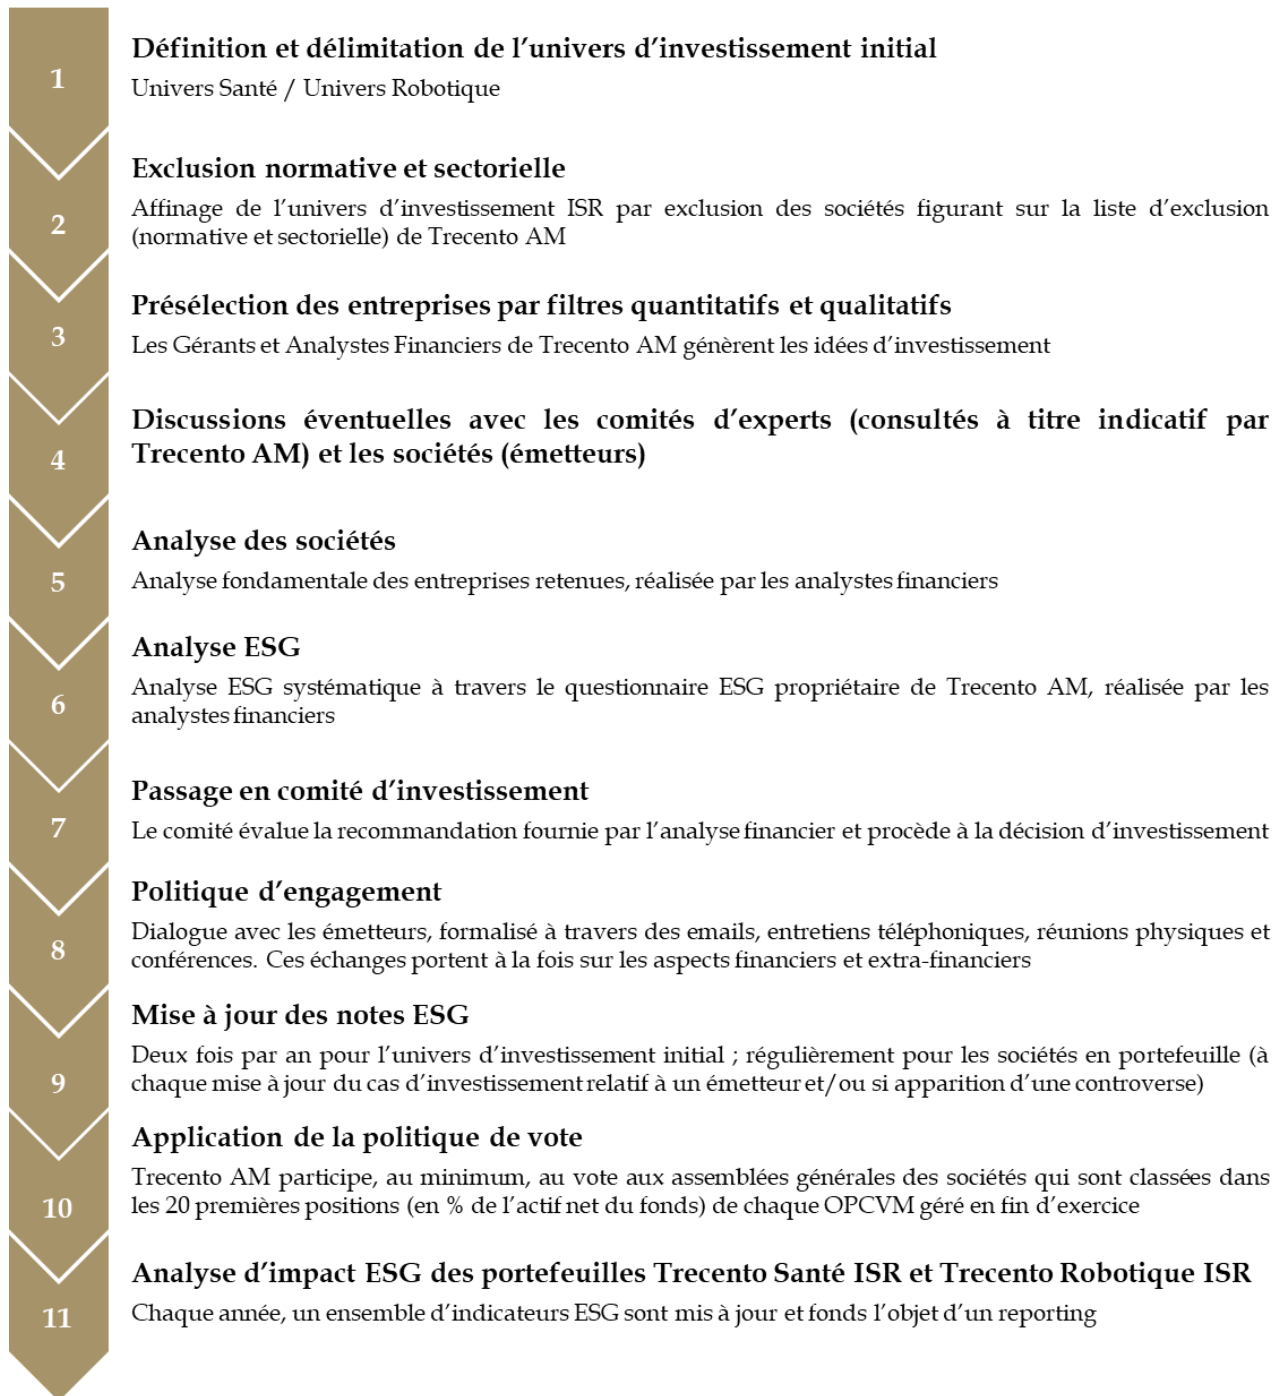 1
Définition et délimitation de l’univers d’investissement initial
Univers Santé / Univers Robotique
2
Exclusion normative et sectorielle
Affinage de l’univers d’investissement ISR par exclusion des sociétés figurant sur la liste d’exclusion
(normative et sectorielle) de Trecento AM
3
Présélection des entreprises par filtres quantitatifs et qualitatifs
Les Gérants et Analystes Financiers de Trecento AM génèrent les idées d’investissement
4
Discussions éventuelles avec les comités d’experts (consultés à titre indicatif par
Trecento AM) et les sociétés (émetteurs)
5
Analyse des sociétés
Analyse fondamentale des entreprises retenues, réalisée par les analystes financiers
6
Analyse ESG
Analyse ESG systématique à travers le questionnaire ESG propriétaire de Trecento AM, réalisée par les
analystes financiers
7
Passage en comité d’investissement
Le comité évalue la recommandation fournie par l’analyse financier et procède à la décision d’investissement
8
Politique d’engagement
Dialogue avec les émetteurs, formalisé à travers des emails, entretiens téléphoniques, réunions physiques et
conférences. Ces échanges portent à la fois sur les aspects financiers et extra-financiers
9
Mise à jour des notes ESG
Deux fois par an pour l’univers d’investissement initial ; régulièrement pour les sociétés en portefeuille (à
chaque mise à jour du cas d’investissement relatif à un émetteur et/ou si apparition d’une controverse)
10
Application de la politique de vote
Trecento AM participe, au minimum, au vote aux assemblées générales des sociétés qui sont classées dans
les 20 premières positions (en % de l’actif net du fonds) de chaque OPCVM géré en fin d’exercice
11
Analyse d’impact ESG des portefeuilles Trecento Santé ISR et Trecento Robotique ISR
Chaque année, un ensemble d’indicateurs ESG sont mis à jour et fonds l’objet d’un reporting